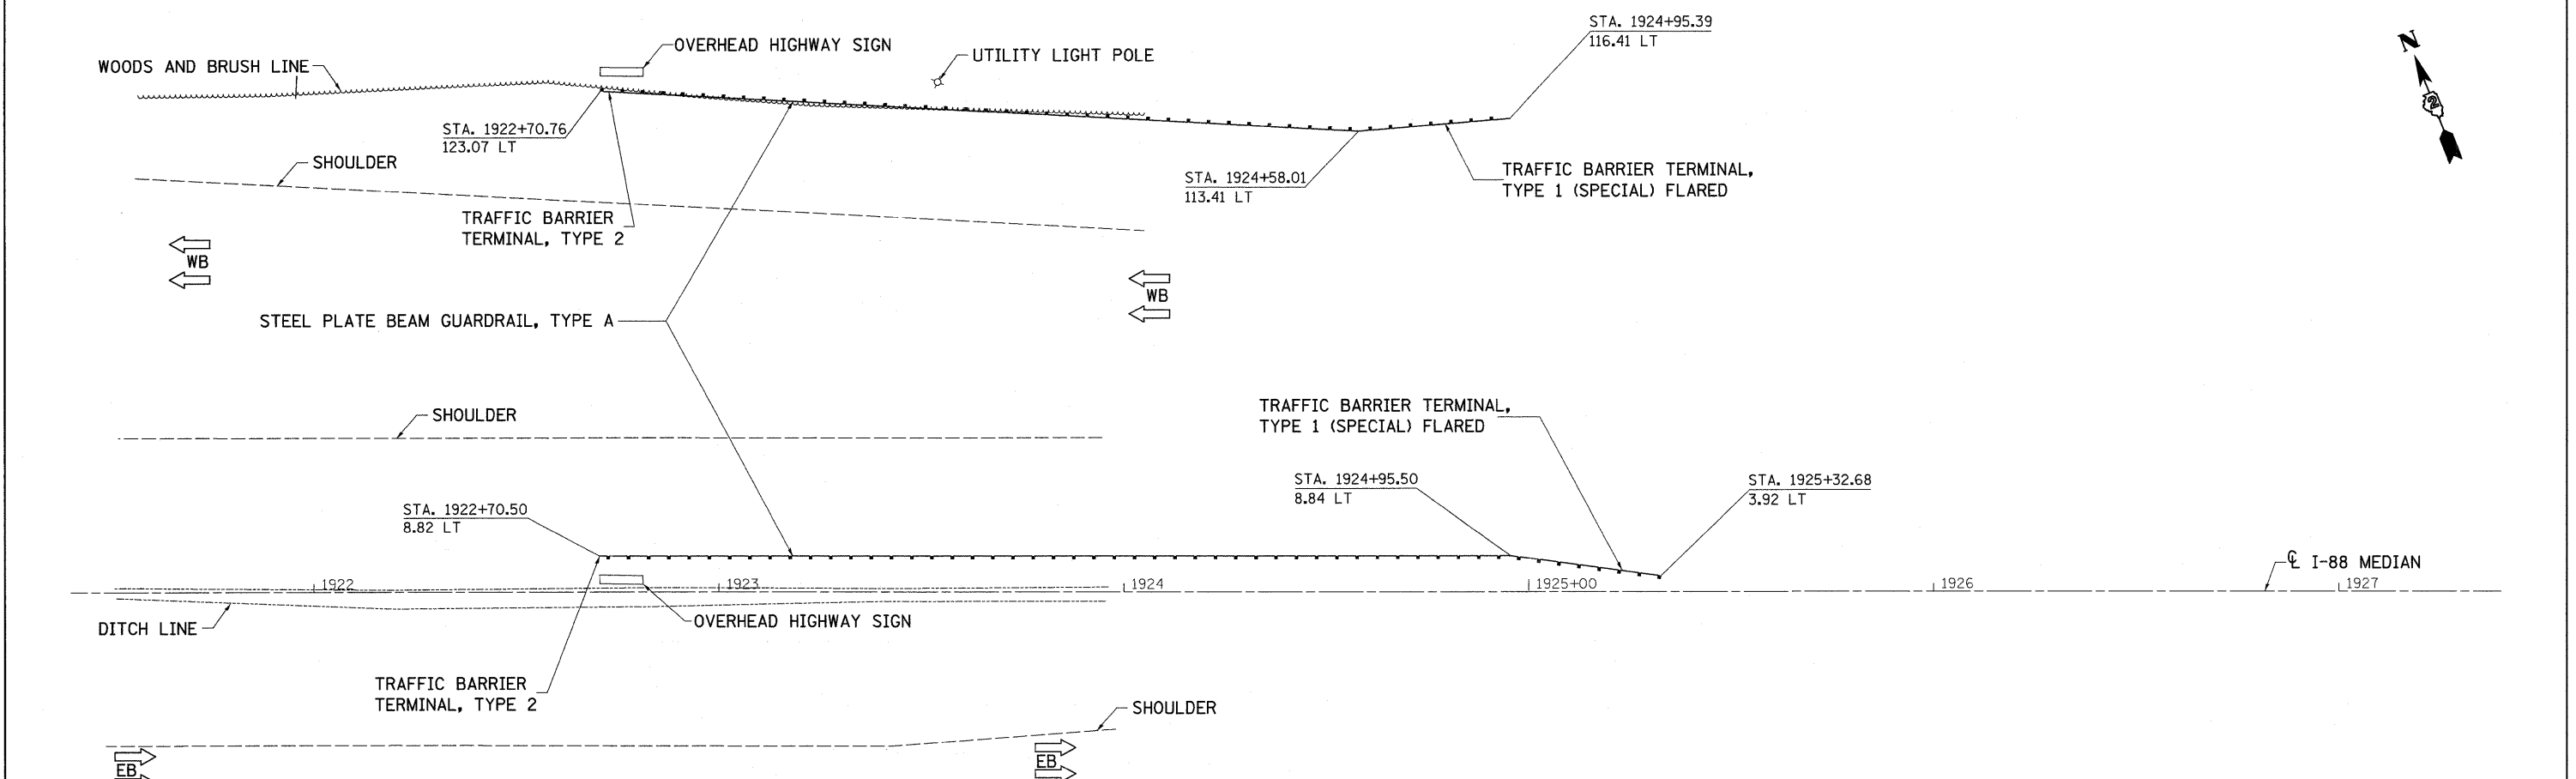 STA. 1924+95.39
116.41 LT
N
2
OVERHEAD HIGHWAY SIGN
UTILITY LIGHT POLE
WOODS AND BRUSH LINE
STA. 1922+70.76
123.07 LT
SHOULDER
STA. 1924+58.01
113.41 LT
TRAFFIC BARRIER TERMINAL,
TYPE 1 (SPECIAL) FLARED
TRAFFIC BARRIER
TERMINAL, TYPE 2
WB
WB
STEEL PLATE BEAM GUARDRAIL, TYPE A
SHOULDER
TRAFFIC BARRIER TERMINAL,
TYPE 1 (SPECIAL) FLARED
STA. 1924+95.50
8.84 LT
STA. 1925+32.68
3.92 LT
STA. 1922+70.50
8.82 LT
℄ I-88 MEDIAN
1922
1923
1924
1925+00
1926
1927
DITCH LINE
OVERHEAD HIGHWAY SIGN
TRAFFIC BARRIER
TERMINAL, TYPE 2
SHOULDER
EB
EB